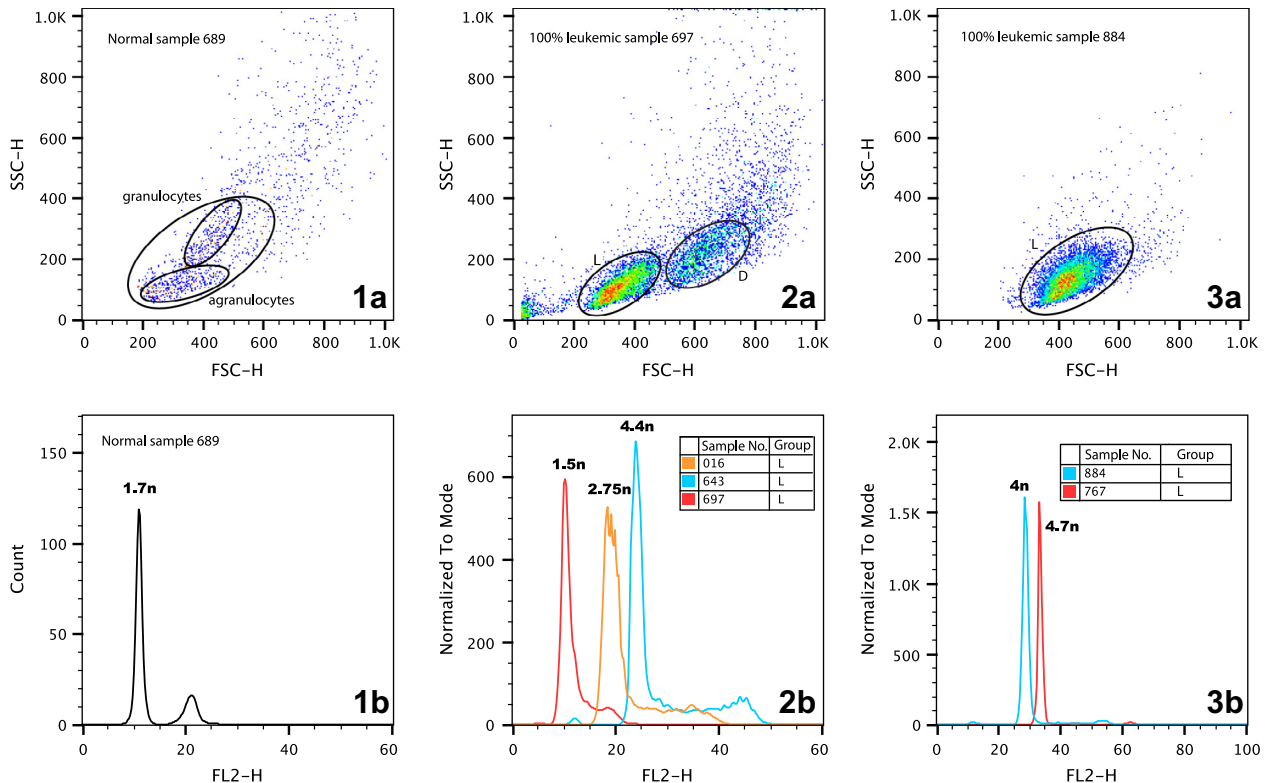 Normal sample 689
granulocytes
agranulocytes
1a
SSC-H
1.0K
800
600
400
200
0
0 200 400 600 800 1.0K
FSC-H
100% leukemic sample 697
L
D
2a
SSC-H
1.0K
800
600
400
200
0
0 200 400 600 800 1.0K
FSC-H
100% leukemic sample 884
L
3a
SSC-H
1.0K
800
600
400
200
0
200 400 600 800 1.0K
FSC-H
Normal sample 689
1.7n
1b
Count
150
100
50
0
0 20 40 60
FL2-H
4.4n
1.5n
2.75n
Sample No. Group
016 L
643 L
697 L
2b
Normalized To Mode
600
400
200
0
0 20 40 60
FL2-H
Sample No. Group
884 L
767 L
4n
4.7n
3b
Normalized To Mode
2.0K
1.5K
1.0K
500
0
0 20 40 60 80 100
FL2-H